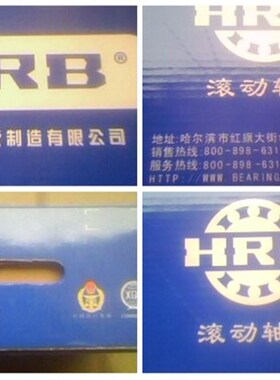 RB®
制造有限公司
HRB
滚动轴
地址:哈尔滨市红旗大街
销售热线:800-898-631
服务热线:800-898-631
HTTP://WWW.BEARING
HRB
滚动轴